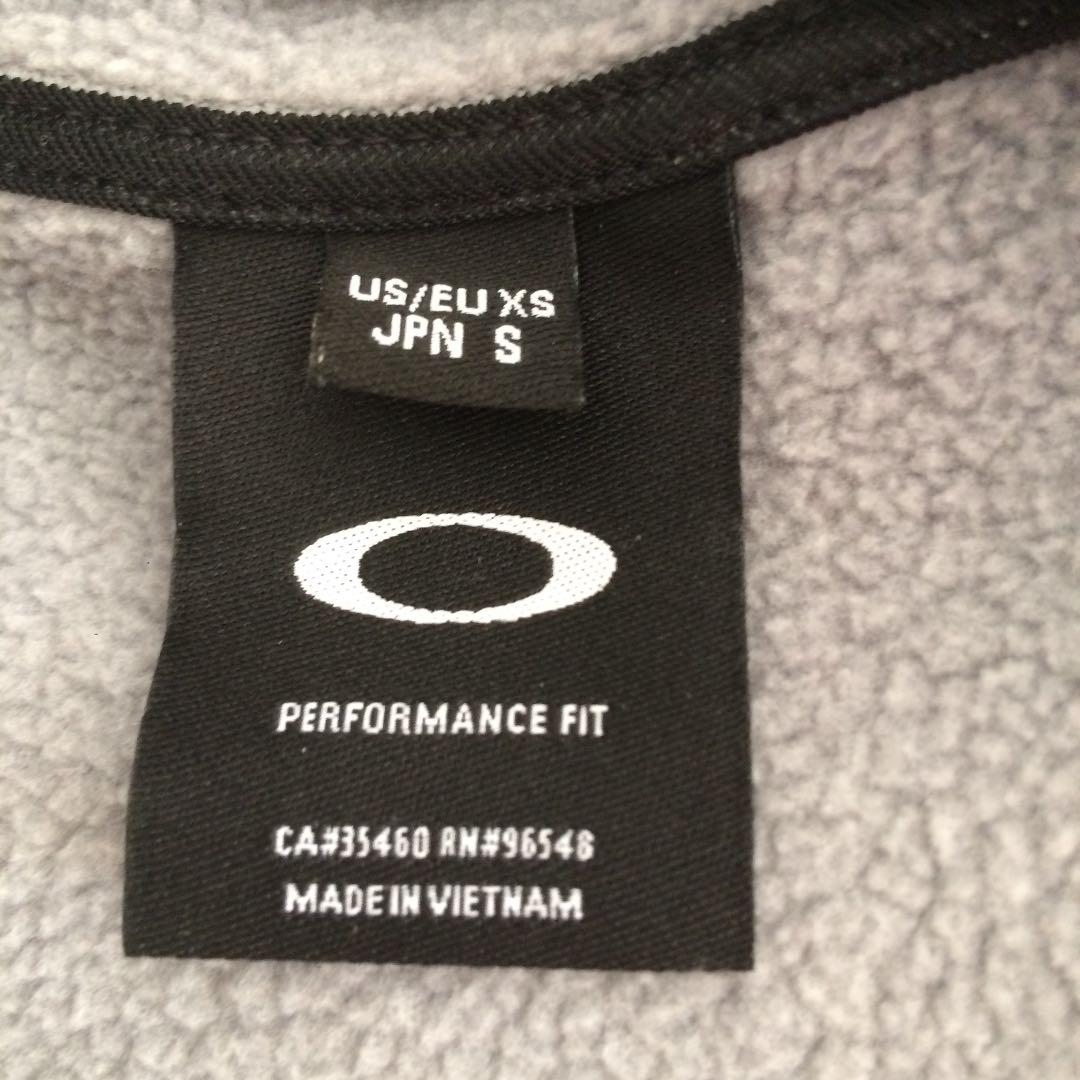 US/EU XS
JPN S
PERFORMANCE FIT
CA#35460 RN#96548
MADE IN VIETNAM